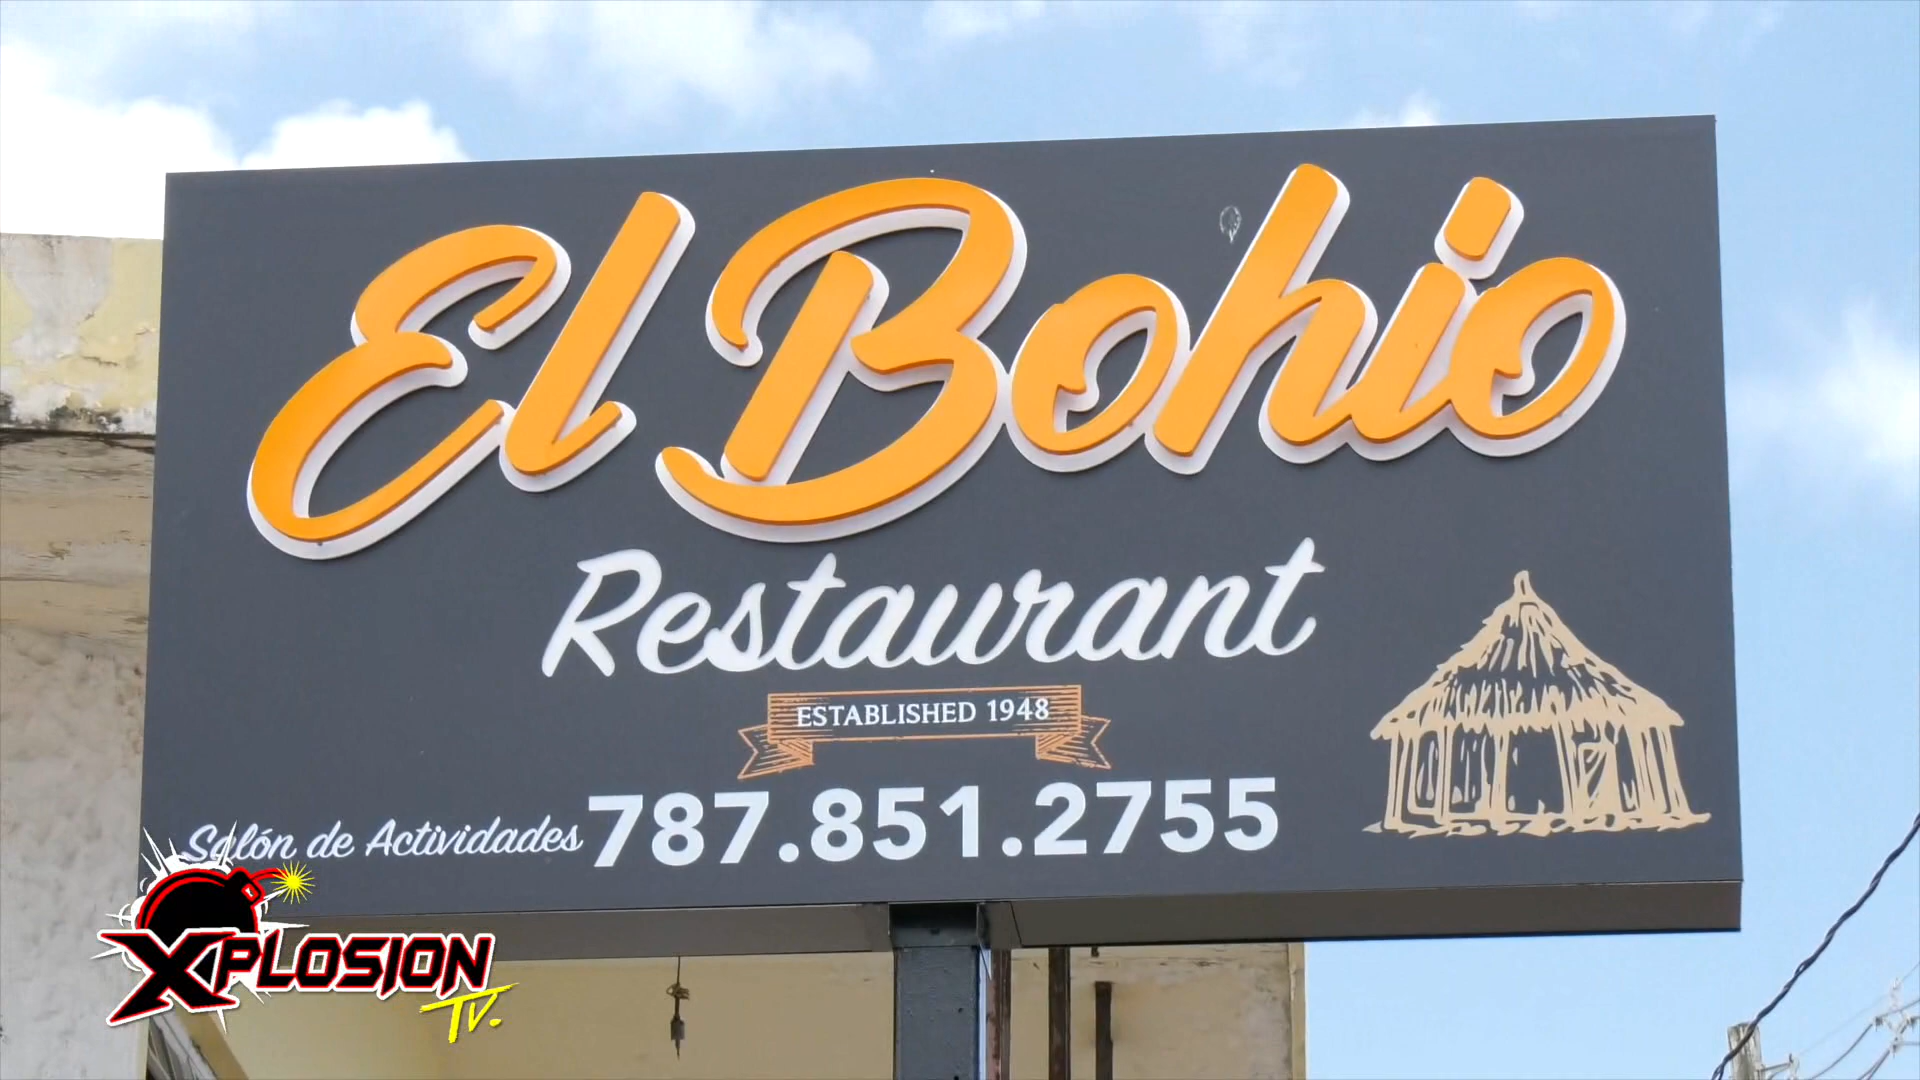 El Bohio
Restaurant
ESTABLISHED 1948
Salón de Actividades 787.851.2755
XPLOSION
TV.